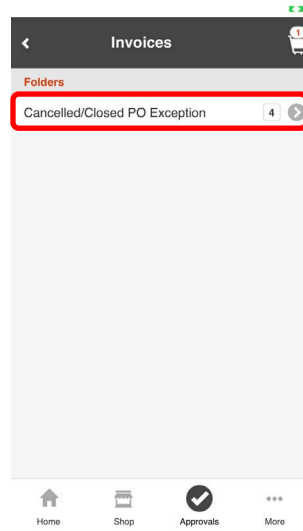 Invoices
1
Folders
Cancelled/Closed PO Exception 4
Home Shop Approvals More